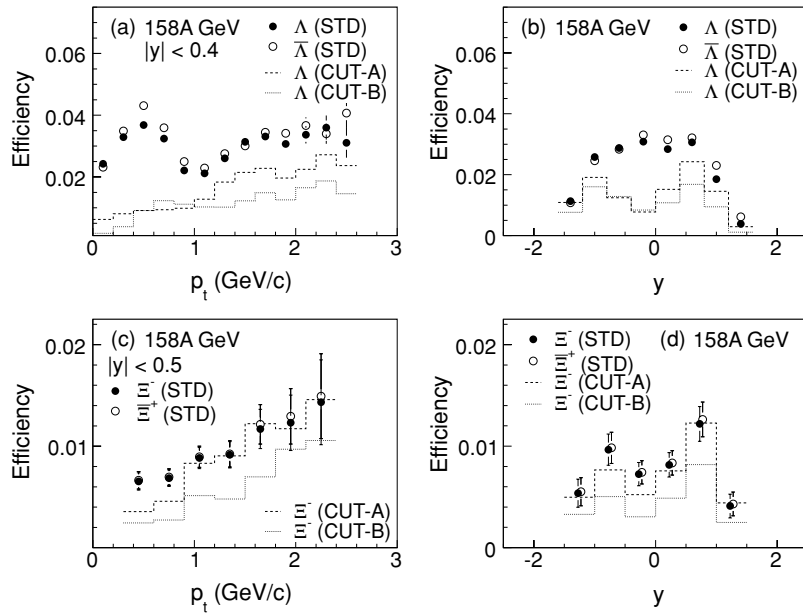 (a) 158A GeV
|y| < 0.4
Λ (STD)
Λ̅ (STD)
Λ (CUT-A)
Λ (CUT-B)
Efficiency
0.06
0.04
0.02
0 1 2 3
p_t (GeV/c)
(b) 158A GeV
Λ (STD)
Λ̅ (STD)
Λ (CUT-A)
Λ (CUT-B)
Efficiency
0.06
0.04
0.02
0
-2 0 2
y
(c) 158A GeV
|y| < 0.5
Ξ⁻ (STD)
Ξ̅⁺ (STD)
Ξ⁻ (CUT-A)
Ξ⁻ (CUT-B)
Efficiency
0.02
0.01
0 1 2 3
p_t (GeV/c)
(d) 158A GeV
Ξ⁻ (STD)
Ξ̅⁺ (STD)
Ξ⁻ (CUT-A)
Ξ⁻ (CUT-B)
Efficiency
0.02
0.01
0
-2 0 2
y